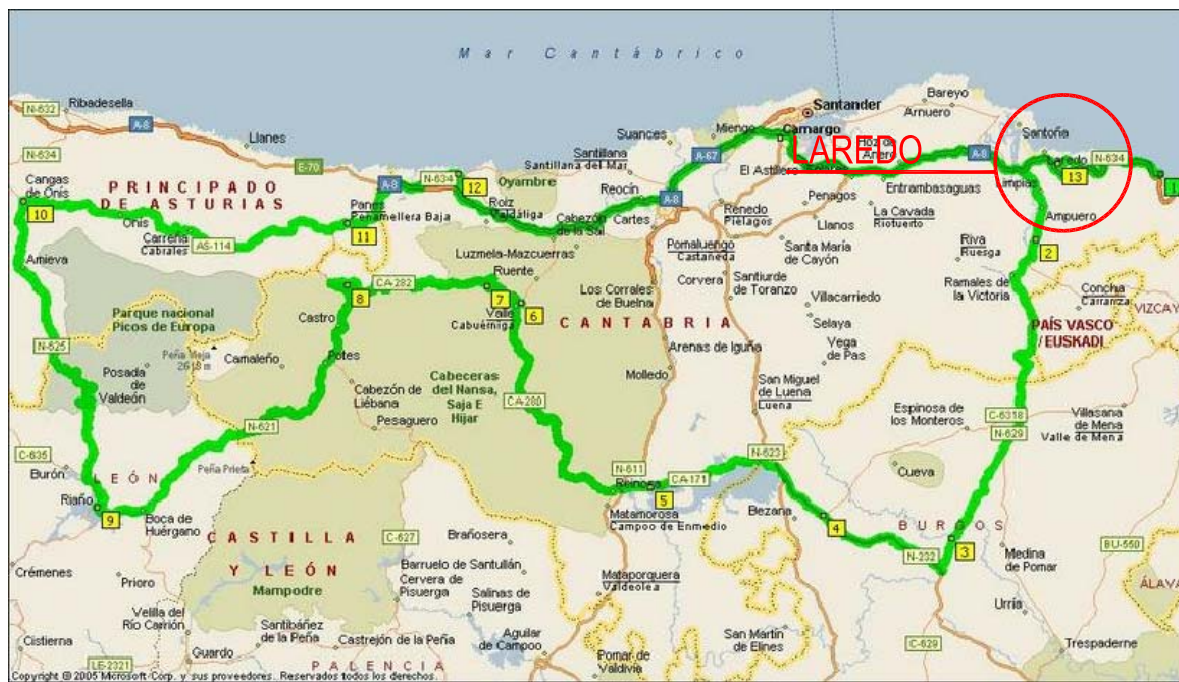 Mar Cantábrico
N-632
Ribadesella
A-8
Llanes
N-634
E-70
Cangas de Onís
10
PRINCIPADO DE ASTURIAS
Onís
Carreña
Cabrales
AS-114
Panes
Peñamellera Baja
11
A-8
N-634
12
Oyambre
Roiz
Valdáliga
Cabezón de la Sal
Santillana
Santillana del Mar
Suances
Miengo
A-67
Reocín
Cartes
A-8
Santander
Camargo
LAREDO
El Astillero
Bareyo
Arnuero
Santoña
Laredo
N-634
13
1
A-8
Limpias
Entrambasaguas
Penagos
La Cavada
Riotuerto
Llanos
Renedo
Piélagos
Ampuero
2
Riva
Ruesga
Ramales de la Victoria
Concha
Carranza
VIZCAY
PAÍS VASCO
/EUSKADI
Amieva
Parque nacional
Picos de Europa
Peña Vieja
N-625
Posada de Valdeón
Camaleño
Castro
8
CA-282
Potes
Cabezón de Liébana
Pesaguero
Luzmela-Mazcuerras
Ruente
7
Valle
Cabuérniga
6
CANTABRIA
Los Corrales de Buelna
Pomaluengo
Castañeda
Corvera
Santa María de Cayón
Santiurde de Toranzo
Villacarriedo
Selaya
Vega de Pas
Arenas de Iguña
Molledo
San Miguel de Luena
Luena
Cabeceras
del Nansa,
Saja E
Hijar
CA-280
Espinosa de los Monteros
C-6318
N-629
Villasana de Mena
Valle de Mena
Cueva
C-635
Burón
Riaño
9
LEÓN
Boca de Huérgano
N-621
Peña Prieta
N-611
Reinosa
CA-171
5
N-623
Matamorosa
Campoo de Enmedio
4
BURGOS
N-232
3
Medina de Pomar
BU-550
ÁLAVA
CASTILLA
Y LEÓN
Mampodre
C-627
Brañosera
Barruelo de Santullán
Cervera de Pisuerga
Salinas de Pisuerga
Mataporquera
Valdeolea
Crémenes
Prioro
Velilla del Río Carrión
Cistierna
LE-2321
Guardo
Santibáñez de la Peña
Castrejón de la Peña
PALENCIA
Aguilar de Campoo
Pomar de Valdivia
San Martín de Elines
C-629
Urria
Trespaderne
Copyright © 2005 Microsoft Corp. y sus proveedores. Reservados todos los derechos.